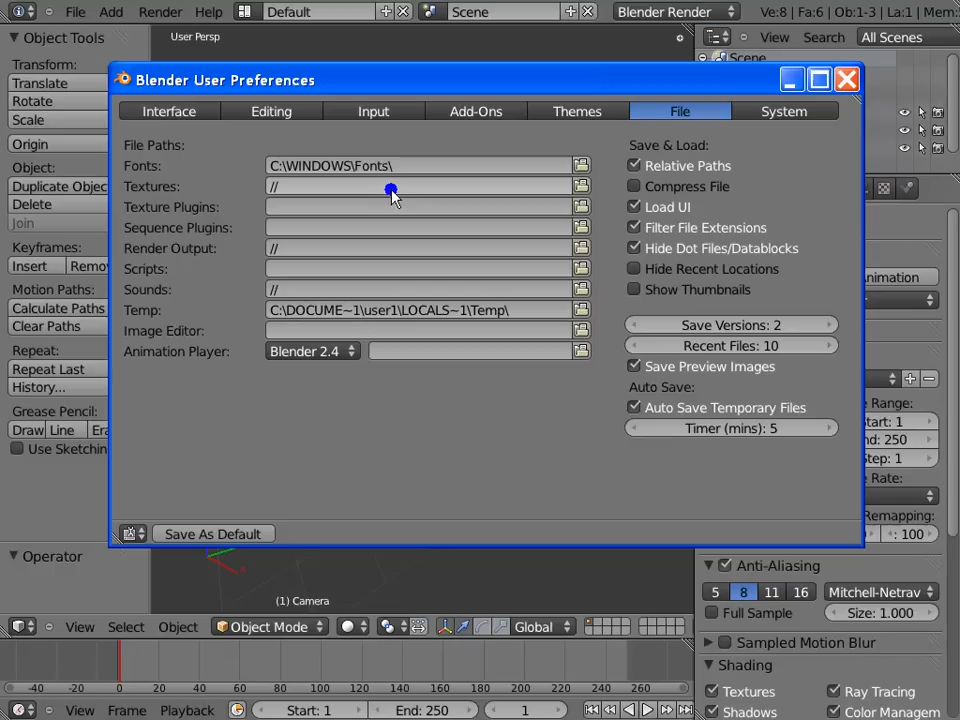 File Add Render Help Default Scene Blender Render Ve:8 | Fa:6 | Ob:1-3 | La:1 | Mem:
Object Tools
User Persp
View Search All Scenes
Scene
Transform:
Translate
Rotate
Scale
Origin
Object:
Duplicate Objec
Delete
Join
Keyframes:
Insert Remo
Motion Paths:
Calculate Paths
Clear Paths
Repeat:
Repeat Last
History...
Grease Pencil:
Draw Line Era
Use Sketchin
Operator
Blender User Preferences
Interface Editing Input Add-Ons Themes File System
File Paths:
Fonts: C:\WINDOWS\Fonts\
Textures: //
Texture Plugins:
Sequence Plugins:
Render Output: //
Scripts:
Sounds: //
Temp: C:\DOCUME~1\user1\LOCALS~1\Temp\
Image Editor:
Animation Player: Blender 2.4
Save & Load:
Relative Paths
Compress File
Load UI
Filter File Extensions
Hide Dot Files/Datablocks
Hide Recent Locations
Show Thumbnails
Save Versions: 2
Recent Files: 10
Save Preview Images
Auto Save:
Auto Save Temporary Files
Timer (mins): 5
Save As Default
nimation
e Range:
tart: 1
nd: 250
tep: 1
e Rate:
Remapping:
: 100
Anti-Aliasing
5 8 11 16 Mitchell-Netrav
Full Sample Size: 1.000
Sampled Motion Blur
Shading
Textures Ray Tracing
Shadows Color Managem
(1) Camera
View Select Object Object Mode Global
-40 -20 0 20 40 60 80 100 120 140 160 180 200 220 240 260
View Frame Playback Start: 1 End: 250 1